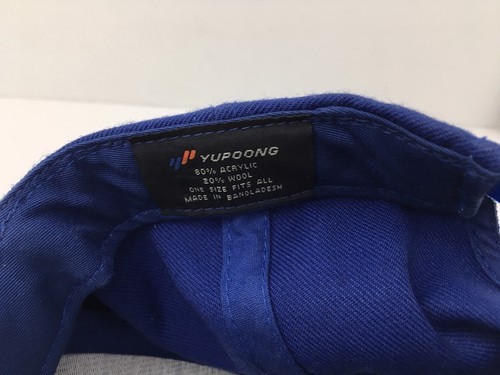 YUPOONG
80% ACRYLIC
20% WOOL
ONE SIZE FITS ALL
MADE IN BANGLADESH